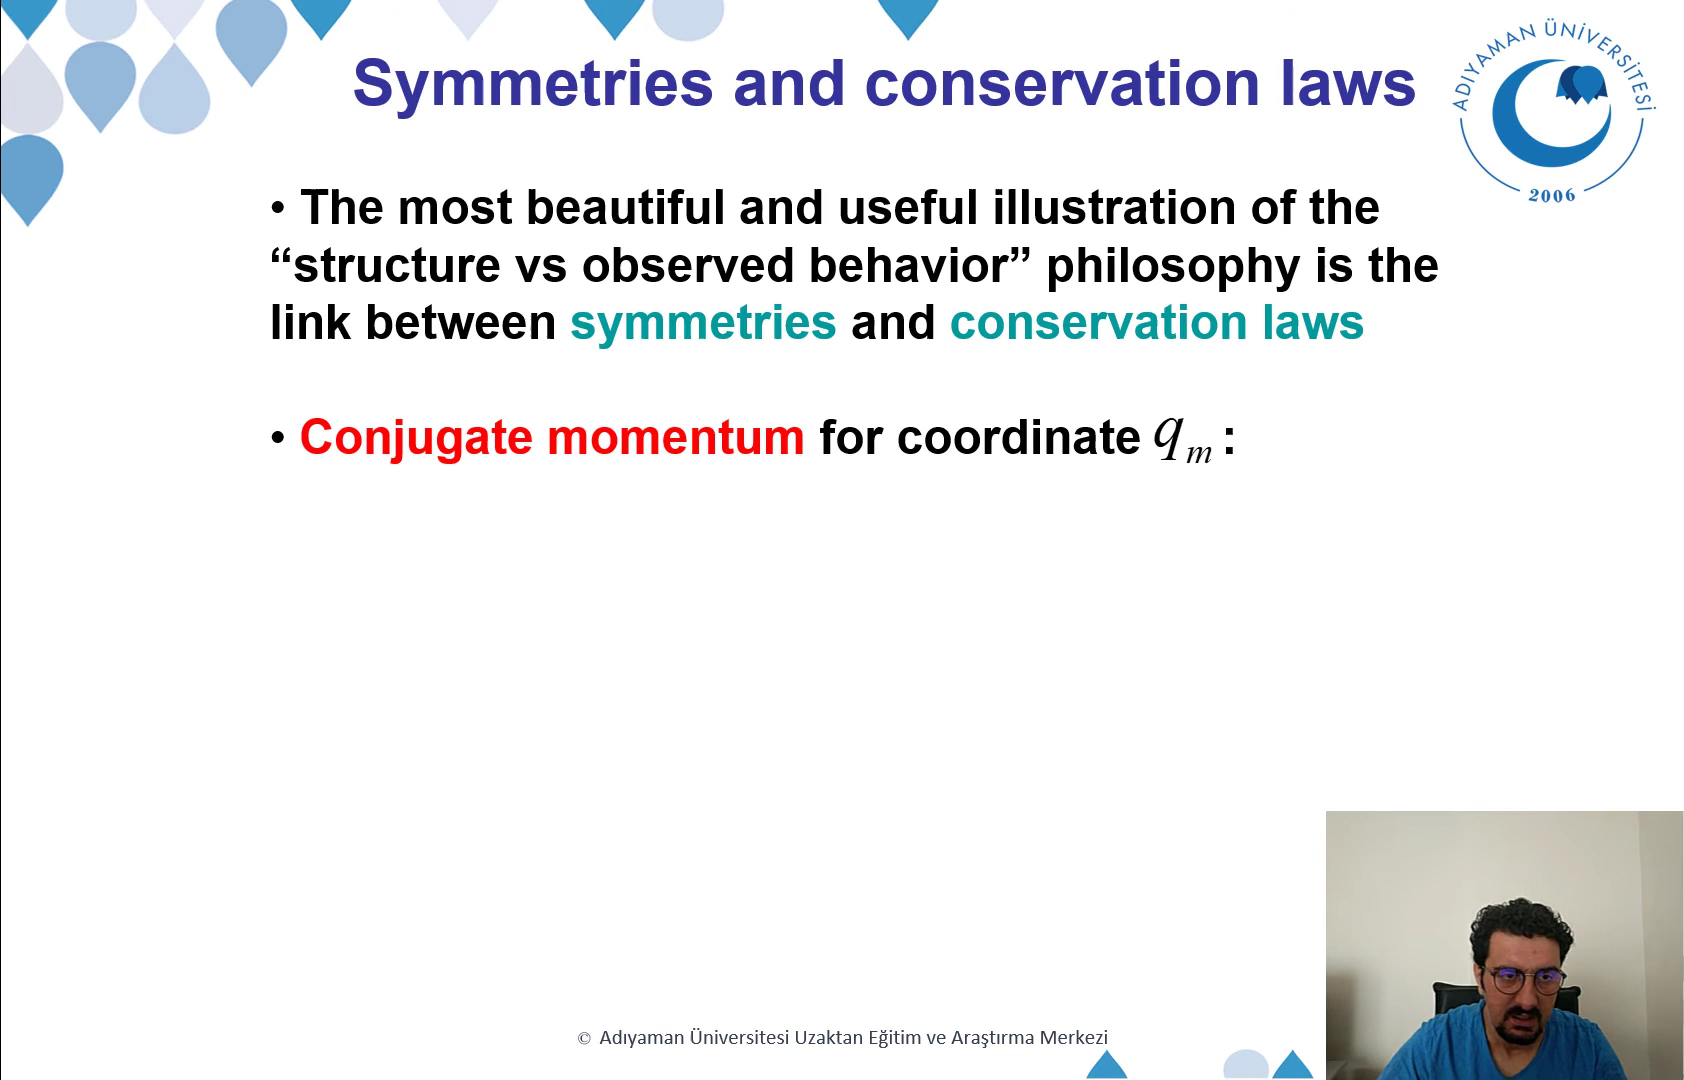 Symmetries and conservation laws
ADIYAMAN ÜNİVERSİTESİ
2006
• The most beautiful and useful illustration of the
“structure vs observed behavior” philosophy is the
link between symmetries and conservation laws
• Conjugate momentum for coordinate qₘ :
© Adıyaman Üniversitesi Uzaktan Eğitim ve Araştırma Merkezi